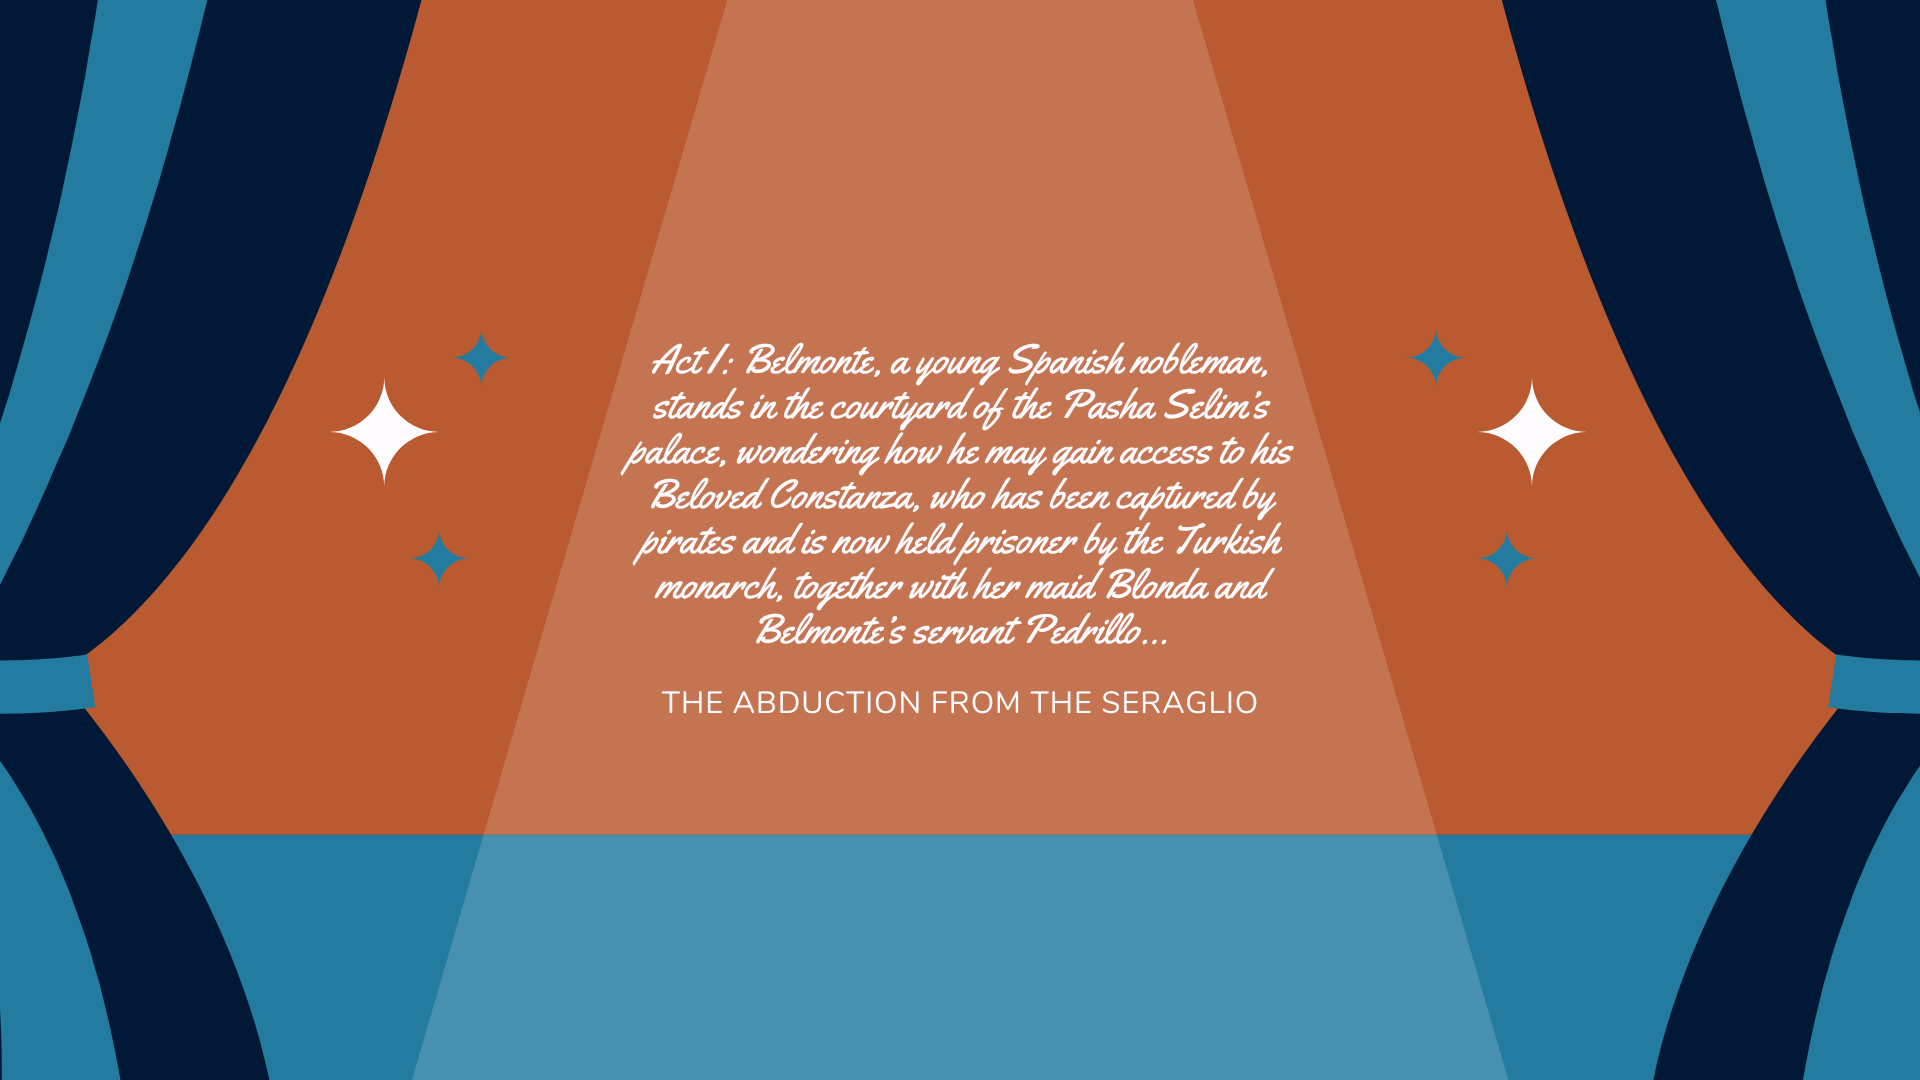 Act I: Belmonte, a young Spanish nobleman,
stands in the courtyard of the Pasha Selim's
palace, wondering how he may gain access to his
Beloved Constanza, who has been captured by
pirates and is now held prisoner by the Turkish
monarch, together with her maid Blonda and
Belmonte's servant Pedrillo...
THE ABDUCTION FROM THE SERAGLIO